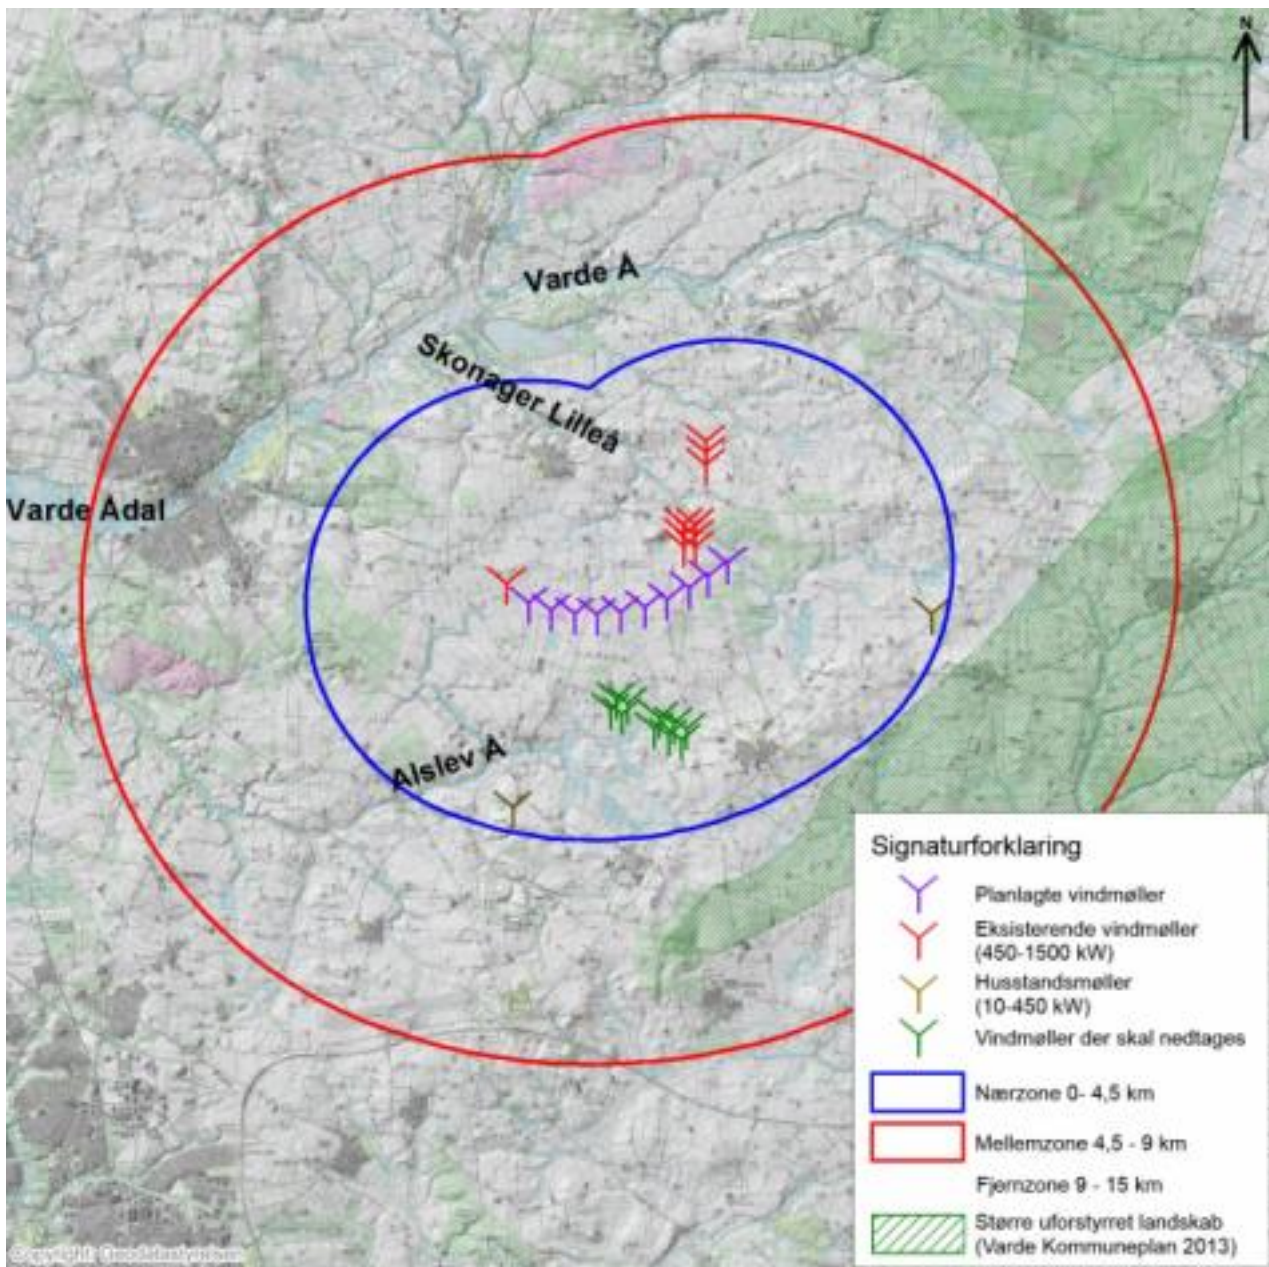 N
Varde Å
Skonager Lilleå
Varde Ådal
Alslev Å
Signaturforklaring
Planlagte vindmøller
Eksisterende vindmøller
(450-1500 kW)
Husstandsmøller
(10-450 kW)
Vindmøller der skal nedtages
Nærzone 0- 4,5 km
Mellemzone 4,5 - 9 km
Fjernzone 9 - 15 km
Større uforstyrret landskab
(Varde Kommuneplan 2013)
Copyright: Geodatastyrelsen